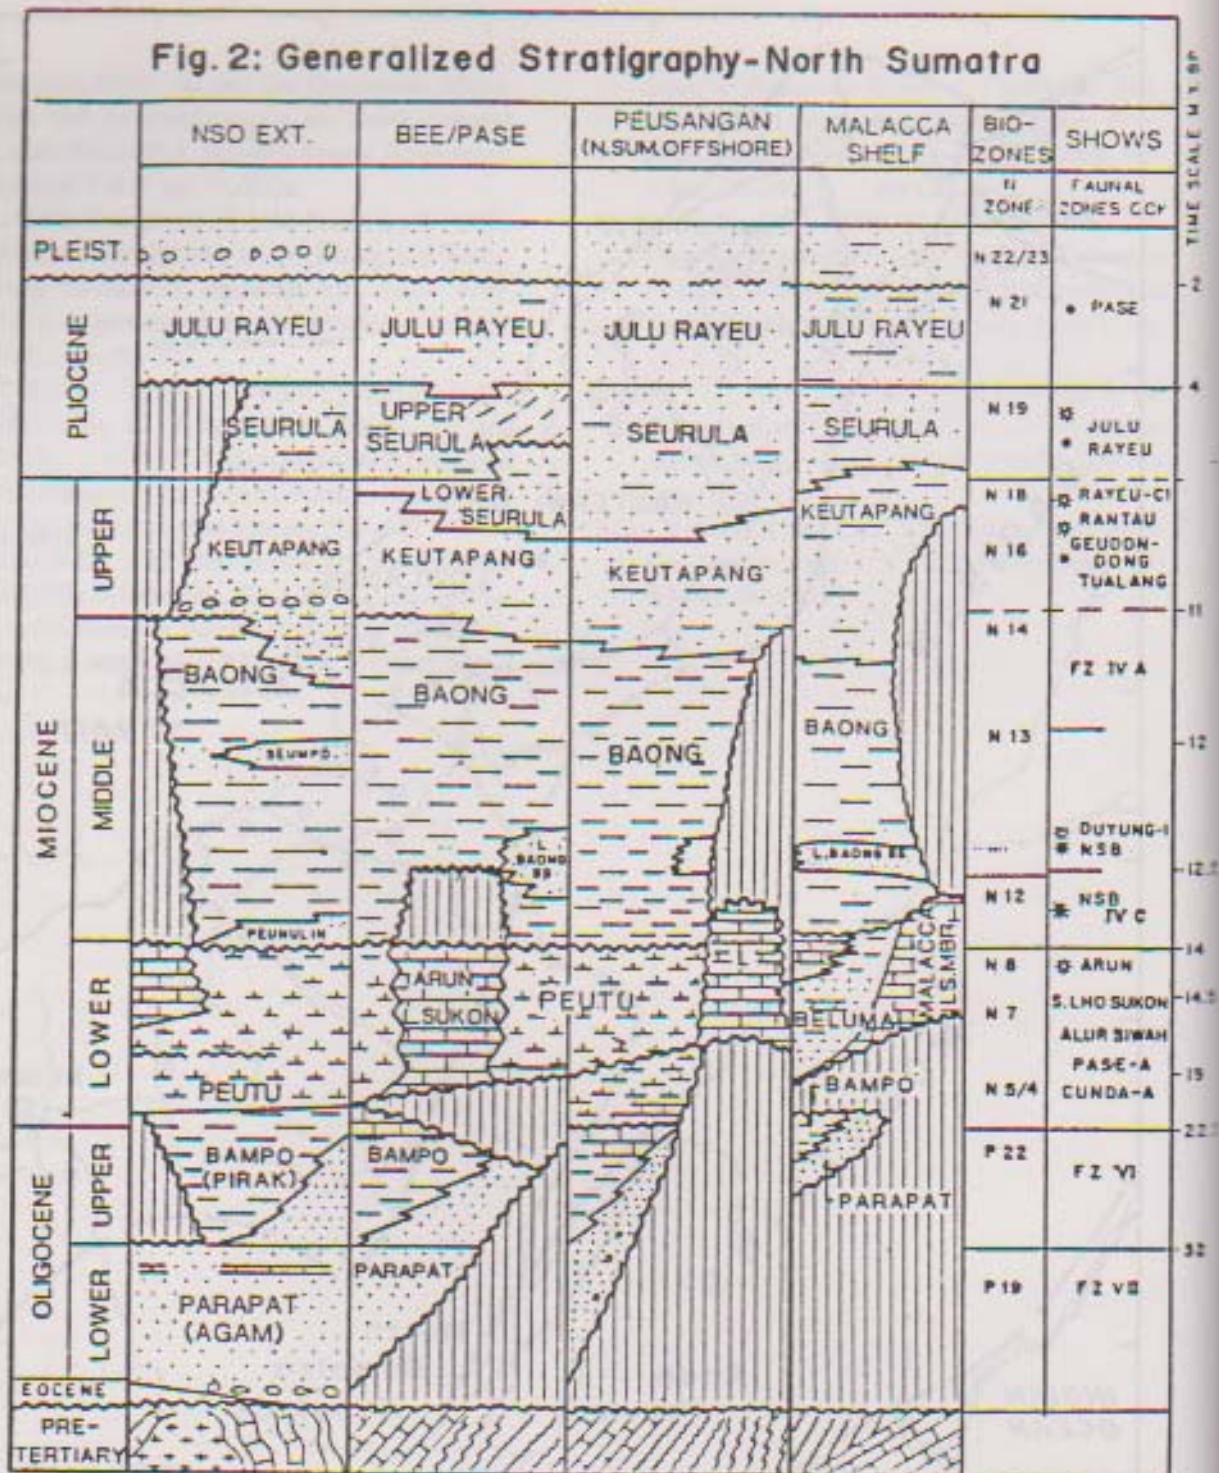 Fig. 2: Generalized Stratigraphy-North Sumatra
NSO EXT.
BEE/PASE
PEUSANGAN
(N.SUM.OFFSHORE)
MALACCA
SHELF
BIO-
ZONES
SHOWS
N
ZONE
FAUNAL
ZONES
TIME SCALE M.Y.BP
PLEIST.
N 22/23
2
PLIOCENE
JULU RAYEU
JULU RAYEU
JULU RAYEU
JULU RAYEU
N 21
PASE
4
SEURULA
UPPER
SEURULA
SEURULA
SEURULA
N 19
JULU
RAYEU
MIOCENE
UPPER
KEUTAPANG
LOWER
SEURULA
KEUTAPANG
KEUTAPANG
KEUTAPANG
N 18
N 16
RAYEU-C1
RANTAU
GEUDON-
DONG
TUALANG
11
MIDDLE
BAONG
SEUMPO.
PEUNULIN
BAONG
L.
BAONG
SS
BAONG
BAONG
L. BAONG SS
N 14
FZ IV A
N 13
12
DUYUNG-1
NSB
N 12
NSB
IV C
14
LOWER
PEUTU
ARUN
L.SUKON
PEUTU
L
BELUMAI
MALACCA
LS.MBR.
BAMPO
N 8
ARUN
N 7
S. LHO SUKON
ALUR SIWAH
PASE-A
N 5/4
CUNDA-A
19
OLIGOCENE
UPPER
BAMPO
(PIRAK)
BAMPO
PARAPAT
P 22
FZ VI
32
LOWER
PARAPAT
(AGAM)
PARAPAT
P 19
FZ VII
EOCENE
PRE-
TERTIARY